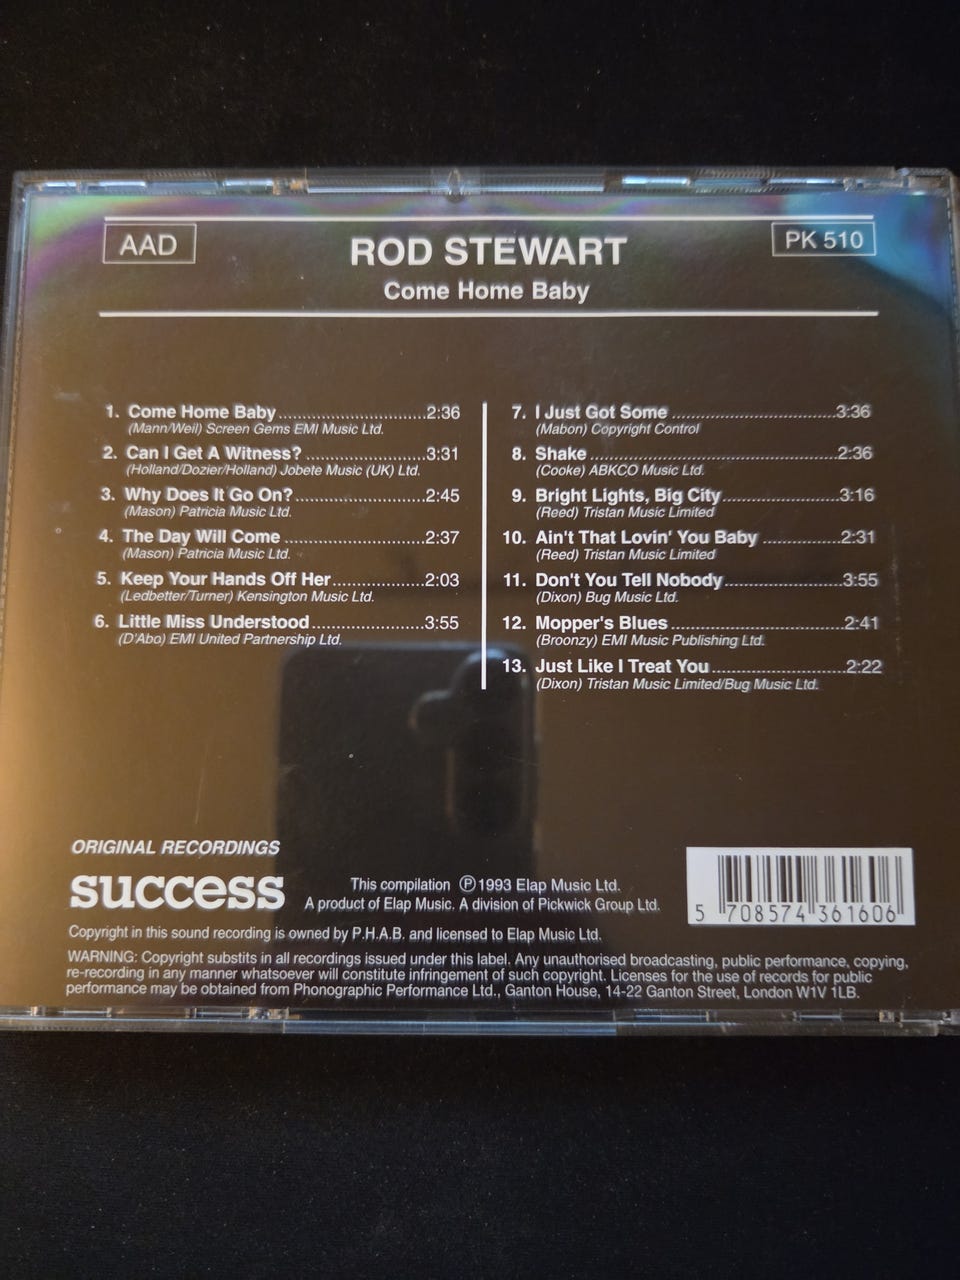 AAD
ROD STEWART
PK 510
Come Home Baby
1. Come Home Baby..............................2:36
(Mann/Weil) Screen Gems EMI Music Ltd.
2. Can I Get A Witness? .........................3:31
(Holland/Dozier/Holland) Jobete Music (UK) Ltd.
3. Why Does It Go On?...........................2:45
(Mason) Patricia Music Ltd.
4. The Day Will Come .............................2:37
(Mason) Patricia Music Ltd.
5. Keep Your Hands Off Her...................2:03
(Ledbetter/Turner) Kensington Music Ltd.
6. Little Miss Understood.......................3:55
(D'Abo) EMI United Partnership Ltd.
7. I Just Got Some ..................................3:36
(Mabon) Copyright Control
8. Shake ...................................................2:36
(Cooke) ABKCO Music Ltd.
9. Bright Lights, Big City........................3:16
(Reed) Tristan Music Limited
10. Ain't That Lovin' You Baby ................2:31
(Reed) Tristan Music Limited
11. Don't You Tell Nobody........................3:55
(Dixon) Bug Music Ltd.
12. Mopper's Blues ...................................2:41
(Broonzy) EMI Music Publishing Ltd.
13. Just Like I Treat You...........................2:22
(Dixon) Tristan Music Limited/Bug Music Ltd.
ORIGINAL RECORDINGS
success
This compilation Ⓟ1993 Elap Music Ltd.
A product of Elap Music. A division of Pickwick Group Ltd.
5 708574 361606
Copyright in this sound recording is owned by P.H.A.B. and licensed to Elap Music Ltd.
WARNING: Copyright substits in all recordings issued under this label. Any unauthorised broadcasting, public performance, copying,
re-recording in any manner whatsoever will constitute infringement of such copyright. Licenses for the use of records for public
performance may be obtained from Phonographic Performance Ltd., Ganton House, 14-22 Ganton Street, London W1V 1LB.